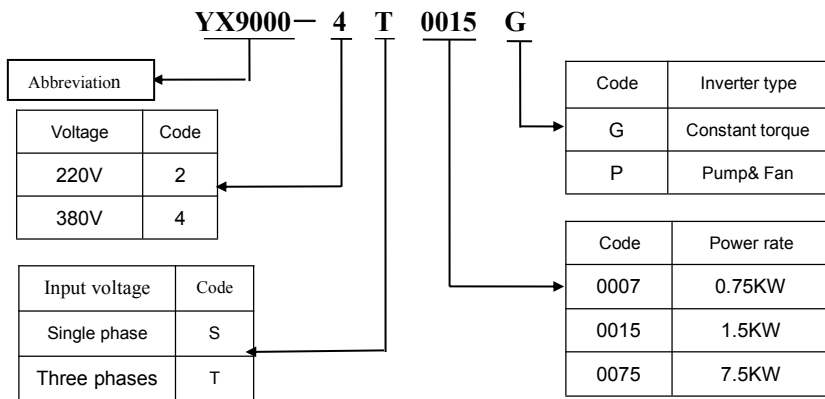 YX9000－ 4 T 0015 G
Abbreviation
Voltage Code
220V 2
380V 4
Input voltage Code
Single phase S
Three phases T
Code Inverter type
G Constant torque
P Pump& Fan
Code Power rate
0007 0.75KW
0015 1.5KW
0075 7.5KW